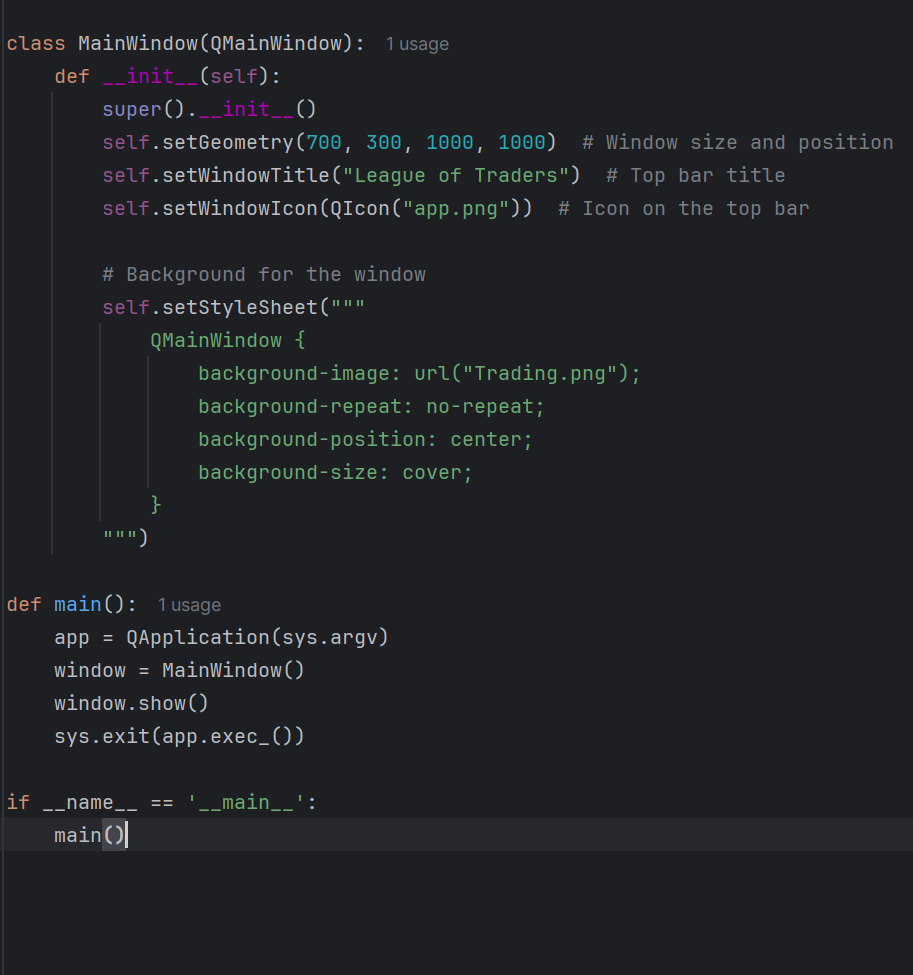 class MainWindow(QMainWindow):  1 usage
    def __init__(self):
        super().__init__()
        self.setGeometry(700, 300, 1000, 1000)  # Window size and position
        self.setWindowTitle("League of Traders")  # Top bar title
        self.setWindowIcon(QIcon("app.png"))  # Icon on the top bar

        # Background for the window
        self.setStyleSheet("""
            QMainWindow {
                background-image: url("Trading.png");
                background-repeat: no-repeat;
                background-position: center;
                background-size: cover;
            }
        """)

def main():  1 usage
    app = QApplication(sys.argv)
    window = MainWindow()
    window.show()
    sys.exit(app.exec_())

if __name__ == '__main__':
    main()